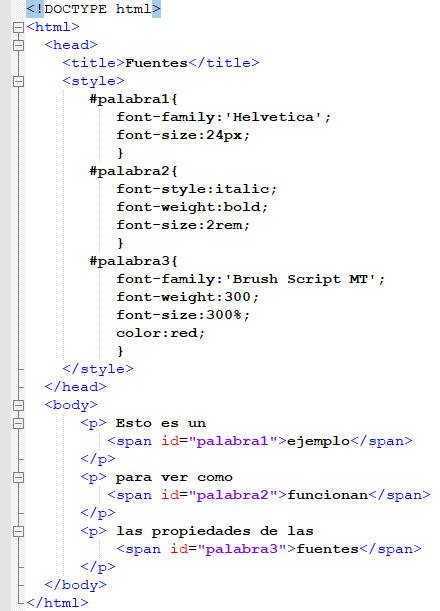 <!DOCTYPE html>
<html>
<head>
<title>Fuentes</title>
<style>
#palabra1{
font-family:'Helvetica';
font-size:24px;
}
#palabra2{
font-style:italic;
font-weight:bold;
font-size:2rem;
}
#palabra3{
font-family:'Brush Script MT';
font-weight:300;
font-size:300%;
color:red;
}
</style>
</head>
<body>
<p> Esto es un
<span id="palabra1">ejemplo</span>
</p>
<p> para ver como
<span id="palabra2">funcionan</span>
</p>
<p> las propiedades de las
<span id="palabra3">fuentes</span>
</p>
</body>
</html>